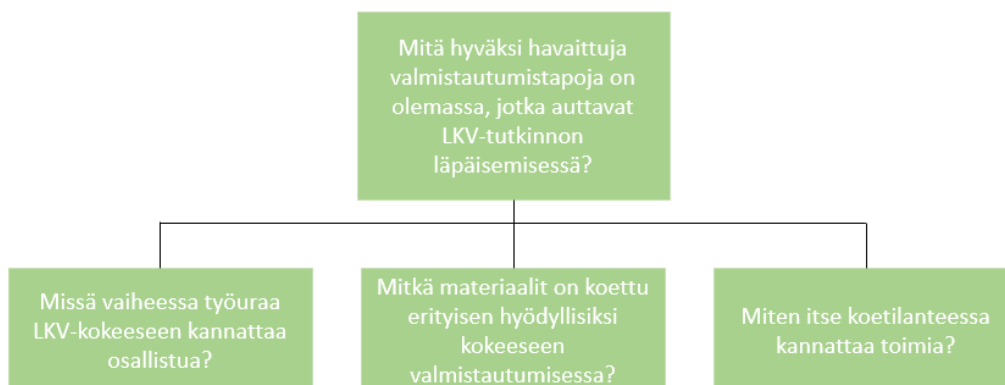 Mitä hyväksi havaittuja
valmistautumistapoja on
olemassa, jotka auttavat
LKV-tutkinnon
läpäisemisessä?
Missä vaiheessa työuraa
LKV-kokeeseen kannattaa
osallistua?
Mitkä materiaalit on koettu
erityisen hyödyllisiksi
kokeeseen
valmistautumisessa?
Miten itse koetilanteessa
kannattaa toimia?